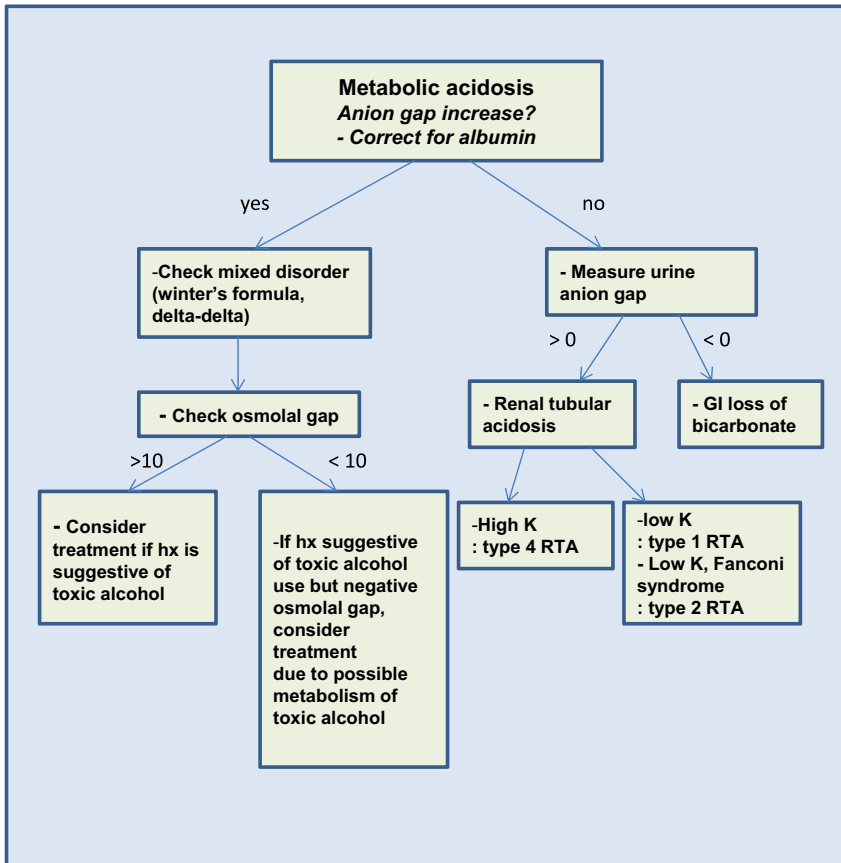 Metabolic acidosis
Anion gap increase?
- Correct for albumin
yes
no
-Check mixed disorder
(winter's formula,
delta-delta)
- Measure urine
anion gap
> 0
< 0
- Check osmolal gap
- Renal tubular
acidosis
- GI loss of
bicarbonate
>10
< 10
- Consider
treatment if hx is
suggestive of
toxic alcohol
-If hx suggestive
of toxic alcohol
use but negative
osmolal gap,
consider
treatment
due to possible
metabolism of
toxic alcohol
-High K
: type 4 RTA
-low K
: type 1 RTA
- Low K, Fanconi
syndrome
: type 2 RTA